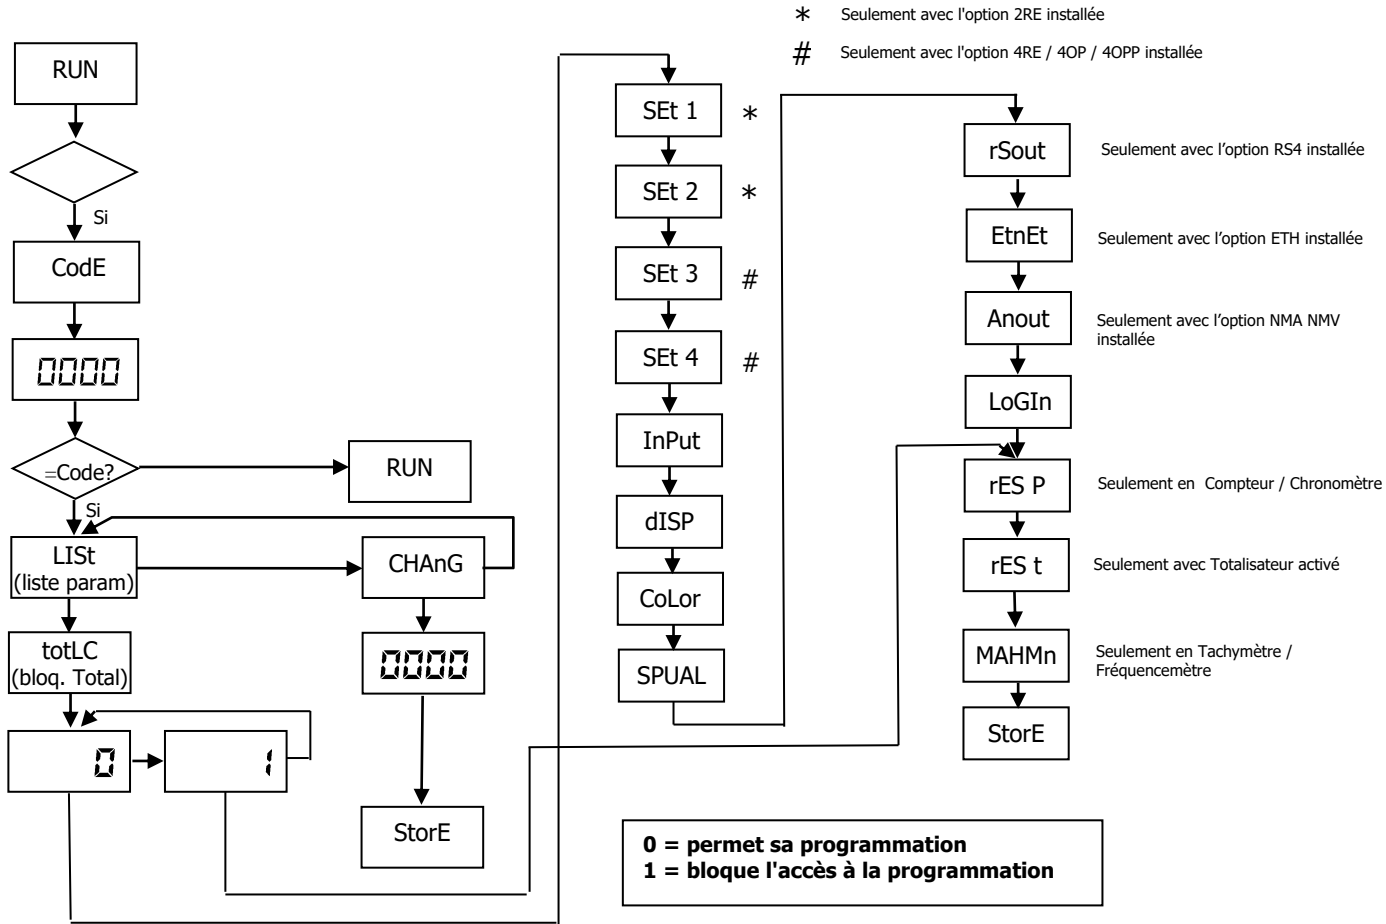 * Seulement avec l'option 2RE installée
# Seulement avec l'option 4RE / 4OP / 4OPP installée
RUN
Si
CodE
0000
=Code?
RUN
Si
LISt
(liste param)
CHAnG
totLC
(bloq. Total)
0000
0
1
StorE
SEt 1 *
SEt 2 *
SEt 3 #
SEt 4 #
InPut
dISP
CoLor
SPUAL
rSout Seulement avec l’option RS4 installée
EtnEt Seulement avec l’option ETH installée
Anout Seulement avec l’option NMA NMV
installée
LoGIn
rES P Seulement en Compteur / Chronomètre
rES t Seulement avec Totalisateur activé
MAHMn Seulement en Tachymètre /
Fréquencemètre
StorE
0 = permet sa programmation
1 = bloque l'accès à la programmation